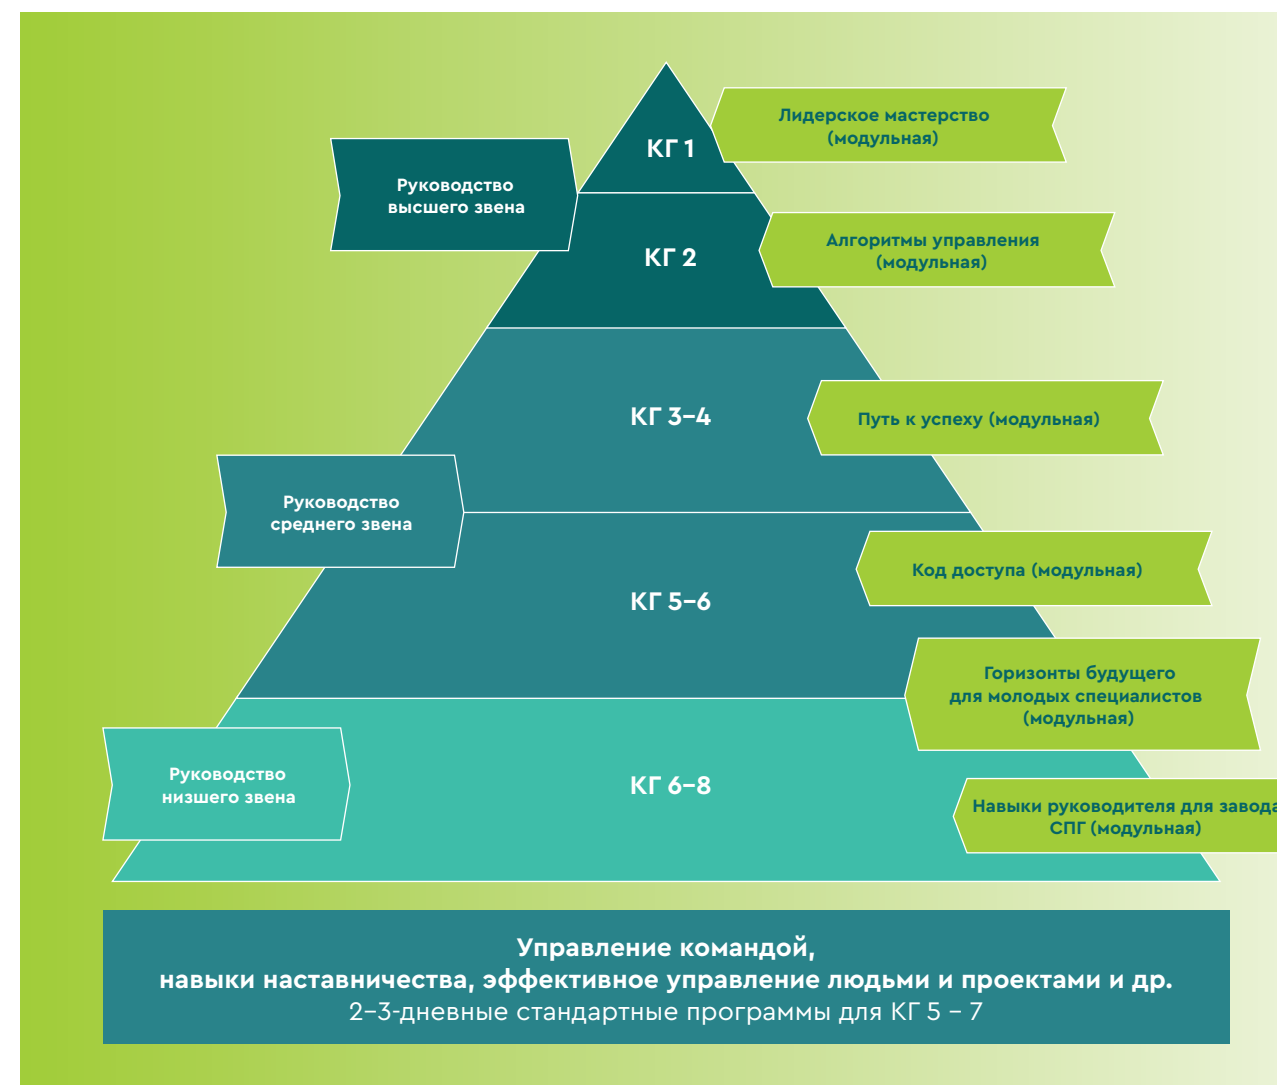 КГ 1
Лидерское мастерство
(модульная)
Руководство
высшего звена
КГ 2
Алгоритмы управления
(модульная)
КГ 3–4
Путь к успеху (модульная)
Руководство
среднего звена
Код доступа (модульная)
КГ 5–6
Горизонты будущего
для молодых специалистов
(модульная)
Руководство
низшего звена
КГ 6–8
Навыки руководителя для завода
СПГ (модульная)
Управление командой,
навыки наставничества, эффективное управление людьми и проектами и др.
2–3-дневные стандартные программы для КГ 5 – 7